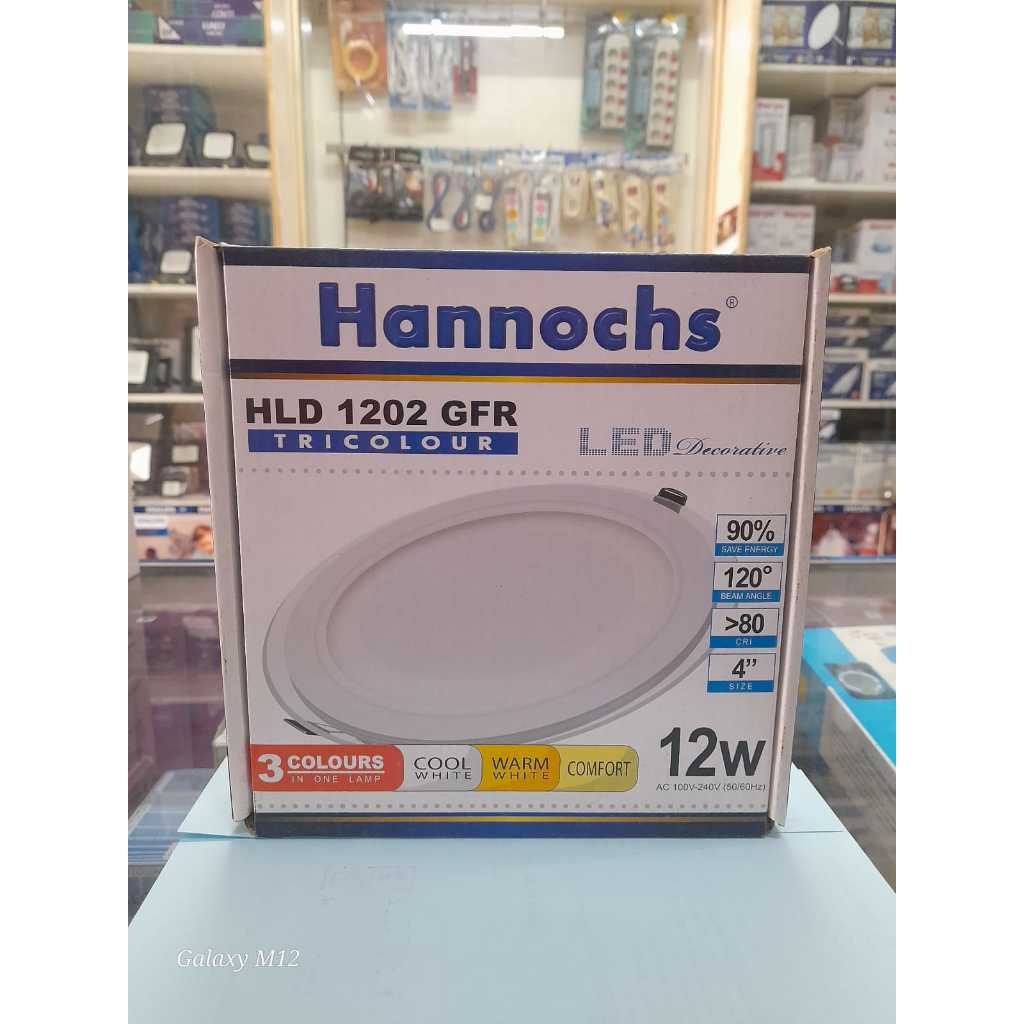 Hannochs®
HLD 1202 GFR
TRICOLOUR
LED Decorative
90%
SAVE ENERGY
120°
BEAM ANGLE
>80
CRI
4”
SIZE
3 COLOURS
IN ONE LAMP
COOL
WHITE
WARM
WHITE
COMFORT
12W
AC 100V-240V (50/60Hz)
Galaxy M12